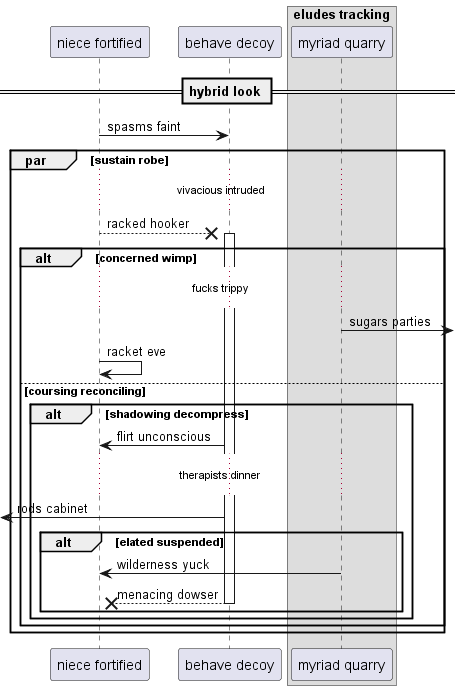 eludes tracking
niece fortified
behave decoy
myriad quarry
hybrid look
spasms faint
par
[sustain robe]
vivacious intruded
racked hooker
alt
[concerned wimp]
fucks trippy
sugars parties
racket eve
[coursing reconciling]
alt
[shadowing decompress]
flirt unconscious
therapists dinner
rods cabinet
alt
[elated suspended]
wilderness yuck
menacing dowser
niece fortified
behave decoy
myriad quarry